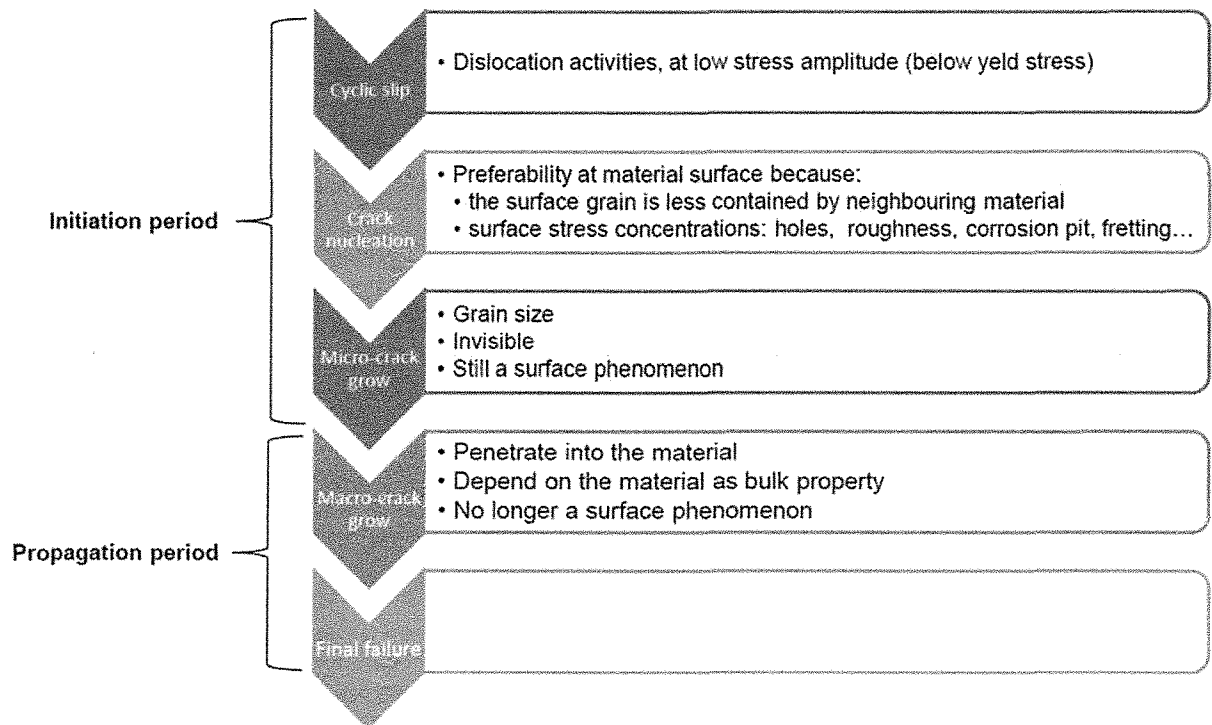 Cyclic slip
• Dislocation activities, at low stress amplitude (below yeld stress)
Initiation period
Crack
nucleation
• Preferability at material surface because:
• the surface grain is less contained by neighbouring material
• surface stress concentrations: holes, roughness, corrosion pit, fretting...
Micro-crack
grow
• Grain size
• Invisible
• Still a surface phenomenon
Propagation period
Macro-crack
grow
• Penetrate into the material
• Depend on the material as bulk property
• No longer a surface phenomenon
Final failure